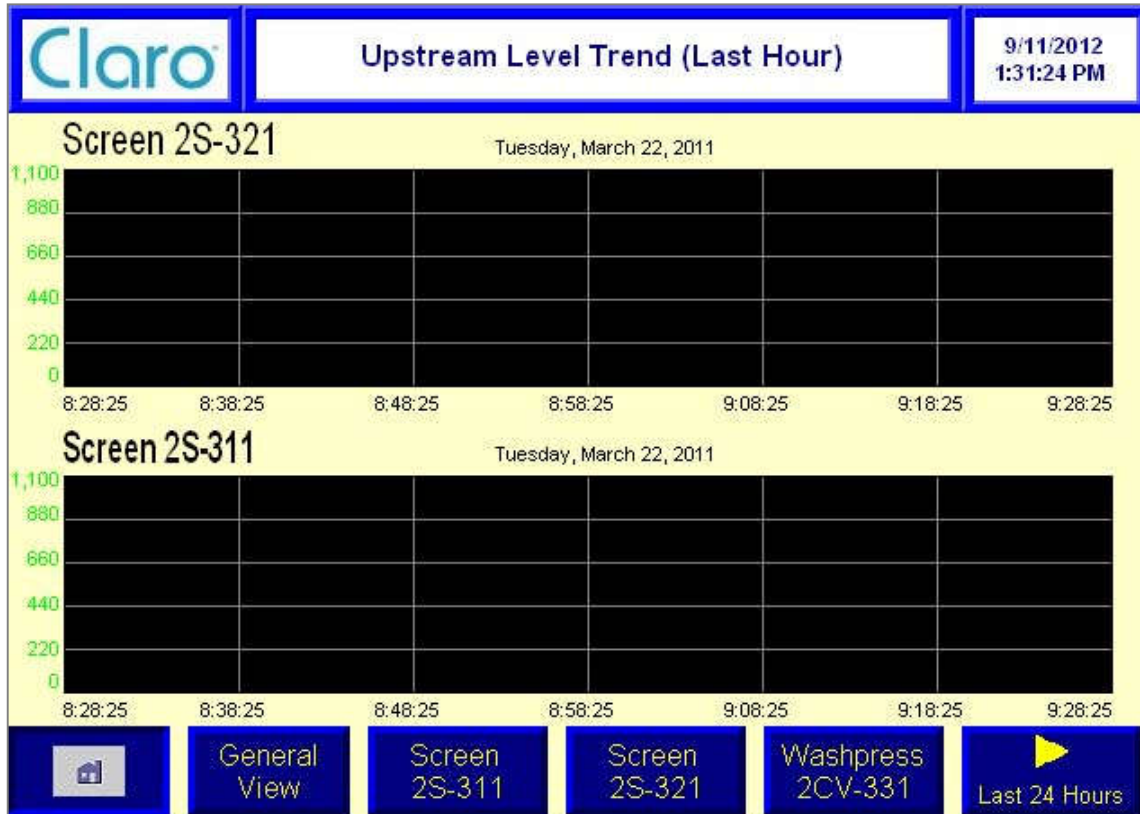 Claro
Upstream Level Trend (Last Hour)
9/11/2012
1:31:24 PM
Screen 2S-321
Tuesday, March 22, 2011
1,100
880
660
440
220
0
8:28:25 8:38:25 8:48:25 8:58:25 9:08:25 9:18:25 9:28:25
Screen 2S-311
Tuesday, March 22, 2011
1,100
880
660
440
220
0
8:28:25 8:38:25 8:48:25 8:58:25 9:08:25 9:18:25 9:28:25
General
View
Screen
2S-311
Screen
2S-321
Washpress
2CV-331
Last 24 Hours